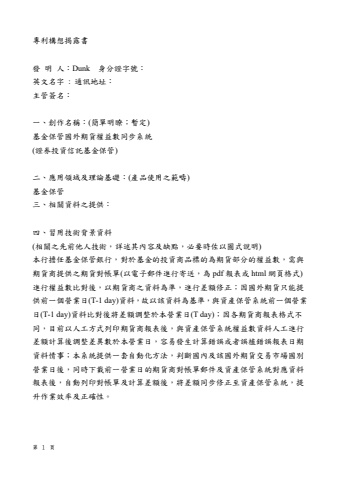 專利構想揭露書
發 明 人：Dunk 身分證字號：
英文名字 : 通訊地址：
主管簽名：
一、創作名稱：(簡單明瞭；暫定)
基金保管國外期貨權益數同步系統
(證券投資信託基金保管)
二、應用領域及理論基礎：(產品使用之範疇)
基金保管
三、相關資料之提供：
四、習用技術背景資料
(相關之先前他人技術，詳述其內容及缺點，必要時佐以圖式說明)
本行擔任基金保管銀行，對於基金的投資商品標的為期貨部分的權益數，需與
期貨商提供之期貨對帳單(以電子郵件進行寄送，為 pdf 報表或 html 網頁格式)
進行權益數比對後，以期貨商之資料為準，進行差額修正；因國外期貨只能提
供前一個營業日(T-1 day)資料，故以該資料為基準，與資產保管系統前一個營業
日(T-1 day)資料比對後將差額調整於本營業日(T day)；因各期貨商報表格式不
同，目前以人工方式列印期貨商報表後，與資產保管系統權益數資料人工進行
差額計算後調整差異數於本營業日，容易發生計算錯誤或者誤植錯誤報表日期
資料情事；本系統提供一套自動化方法，判斷國內及該國外期貨交易市場國別
營業日後，同時下載前一營業日的期貨商對帳單郵件及資產保管系統對應資料
報表後，自動列印對帳單及計算差額後，將差額同步修正至資產保管系統，提
升作業效率及正確性。
第 1 頁